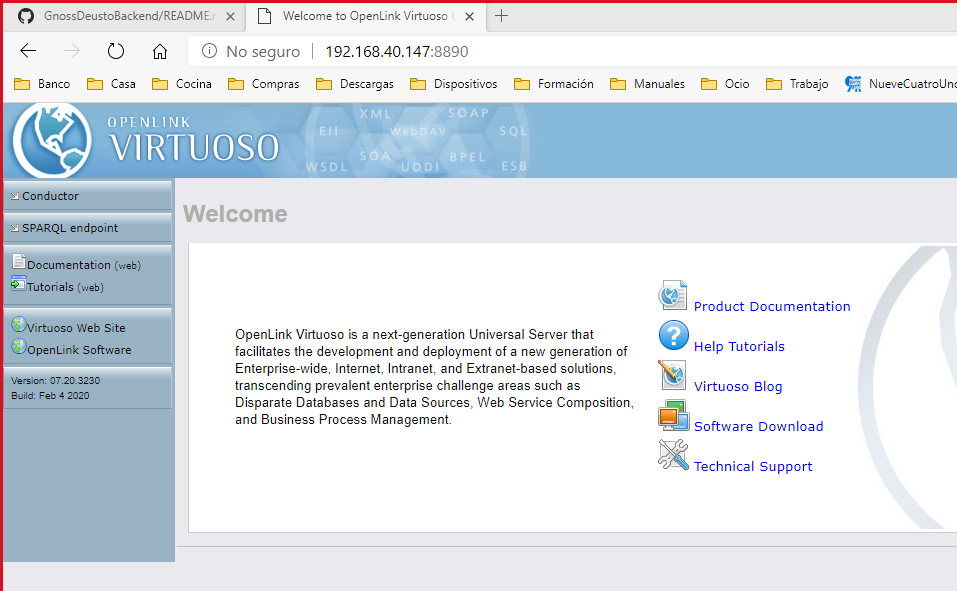 GnossDeustoBackend/README.m
Welcome to OpenLink Virtuoso
No seguro
192.168.40.147:8890
Banco
Casa
Cocina
Compras
Descargas
Dispositivos
Formación
Manuales
Ocio
Trabajo
NueveCuatroUno
OPENLINK
VIRTUOSO
XML
SOAP
EII
WebDAV
SQL
SOA
BPEL
WSDL
UDDI
ESB
Conductor
SPARQL endpoint
Documentation (web)
Tutorials (web)
Virtuoso Web Site
OpenLink Software
Version: 07.20.3230
Build: Feb 4 2020
Welcome
OpenLink Virtuoso is a next-generation Universal Server that
facilitates the development and deployment of a new generation of
Enterprise-wide, Internet, Intranet, and Extranet-based solutions,
transcending prevalent enterprise challenge areas such as
Disparate Databases and Data Sources, Web Service Composition,
and Business Process Management.
Product Documentation
Help Tutorials
Virtuoso Blog
Software Download
Technical Support